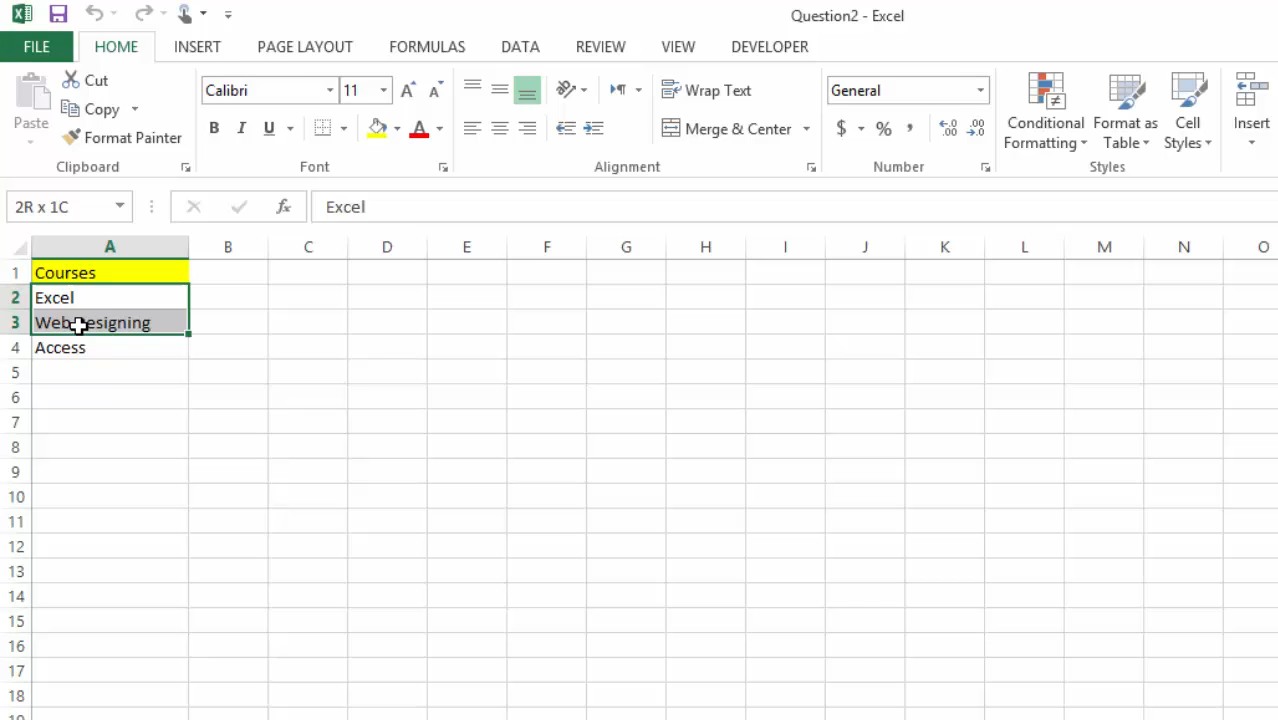 Question2 - Excel
FILE HOME INSERT PAGE LAYOUT FORMULAS DATA REVIEW VIEW DEVELOPER
Paste
Cut
Copy
Format Painter
Clipboard
Calibri 11
B I U A
Font
Wrap Text
Merge & Center
Alignment
General
$ % ,
Number
Conditional Formatting
Format as Table
Cell Styles
Styles
Insert
2R x 1C fx Excel
A B C D E F G H I J K L M N O
1 Courses
2 Excel
3 Web esigning
4 Access
5
6
7
8
9
10
11
12
13
14
15
16
17
18